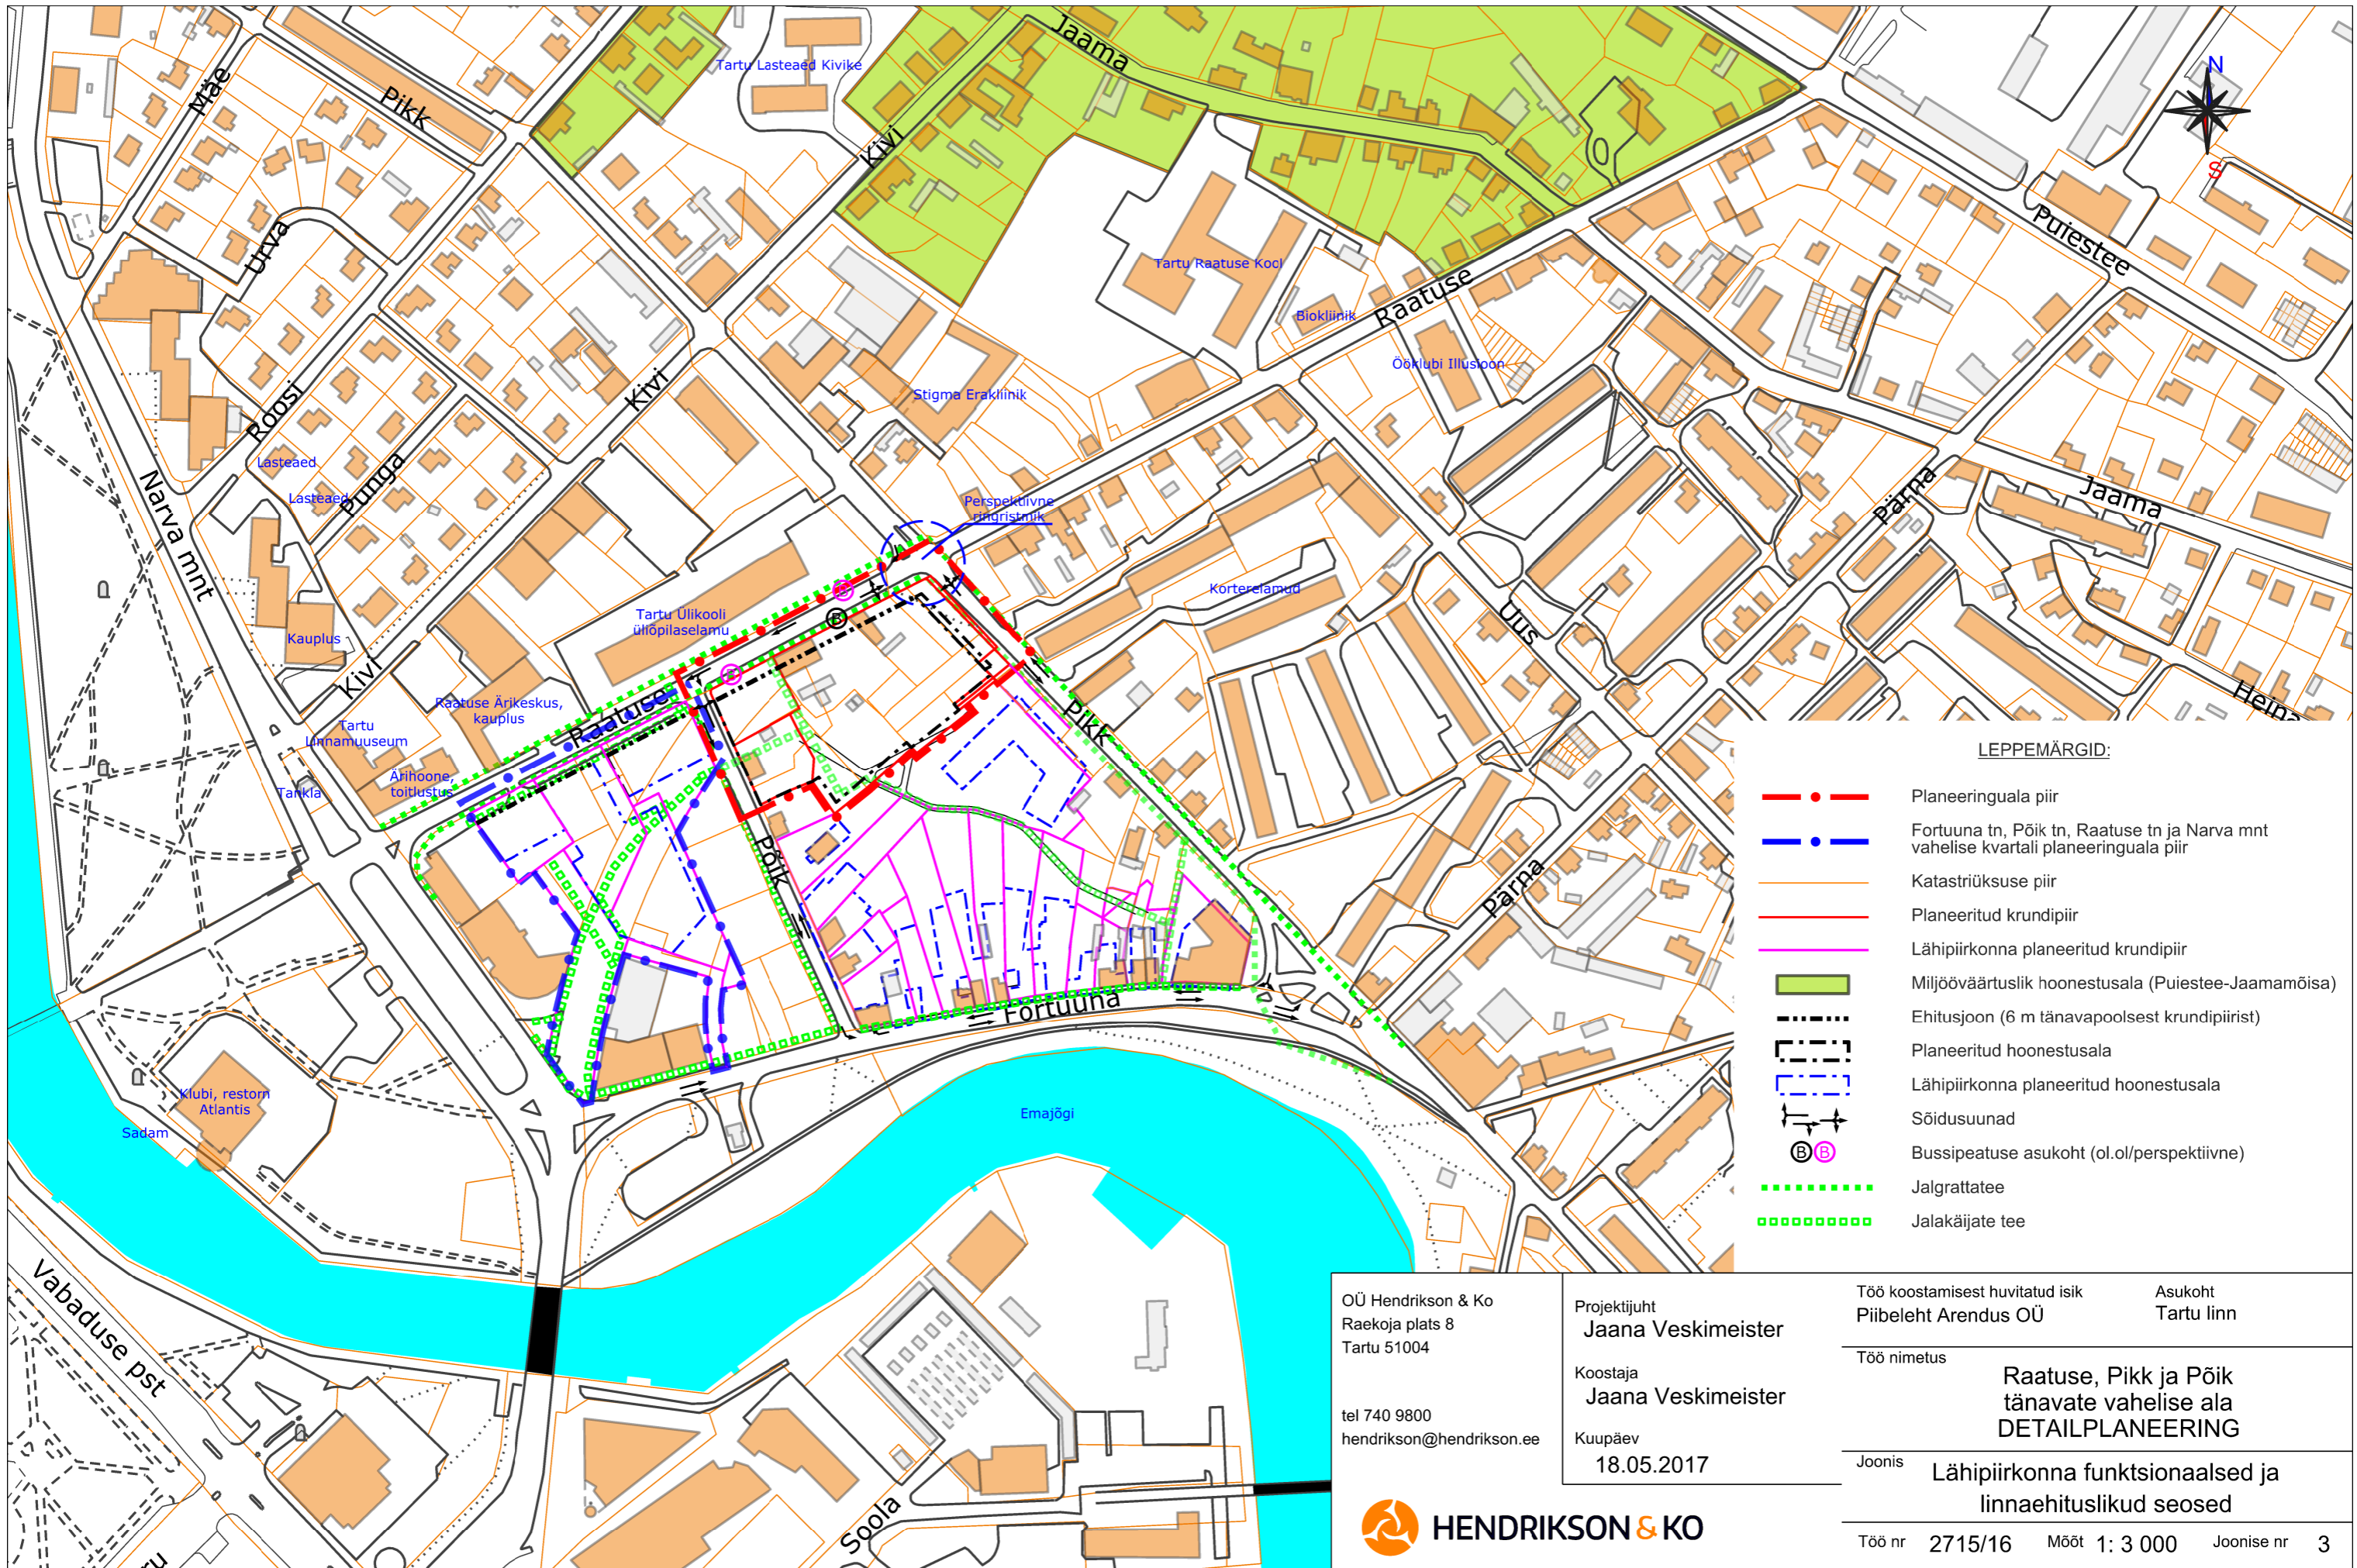 Mäe
Pikk
Tartu Lasteaed Kivike
Jaama
Kivi
N
S
Urva
Puiestee
Tartu Raatuse Kool
Raatuse
Biokliinik
Ööklubi Illusioon
Roosi
Kivi
Stigma Erakliinik
Lasteaed
Lasteaed
Punga
Narva mnt
Perspektiivne
ringristmik
Pärna
Jaama
Kauplus
Kivi
Tartu Ülikooli
üliõpilaselamu
B
B
B
Korterelamud
Uus
Heina
Raatuse Ärikeskus,
kauplus
Raatuse
Tartu
Linnamuuseum
Ärihoone,
toitlustus
Tankla
Pikk
Põik
Pärna
Fortuuna
Klubi, restorn
Atlantis
Sadam
Emajõgi
Vabaduse pst
Soola
LEPPEMÄRGID:
Planeeringuala piir
Fortuuna tn, Põik tn, Raatuse tn ja Narva mnt
vahelise kvartali planeeringuala piir
Katastriüksuse piir
Planeeritud krundipiir
Lähipiirkonna planeeritud krundipiir
Miljööväärtuslik hoonestusala (Puiestee-Jaamamõisa)
Ehitusjoon (6 m tänavapoolsest krundipiirist)
Planeeritud hoonestusala
Lähipiirkonna planeeritud hoonestusala
Sõidusuunad
B B Bussipeatuse asukoht (ol.ol/perspektiivne)
Jalgrattatee
Jalakäijate tee
OÜ Hendrikson & Ko
Raekoja plats 8
Tartu 51004
tel 740 9800
hendrikson@hendrikson.ee
HENDRIKSON & KO
Projektijuht
Jaana Veskimeister
Koostaja
Jaana Veskimeister
Kuupäev
18.05.2017
Töö koostamisest huvitatud isik
Piibeleht Arendus OÜ
Asukoht
Tartu linn
Töö nimetus
Raatuse, Pikk ja Põik
tänavate vahelise ala
DETAILPLANEERING
Joonis
Lähipiirkonna funktsionaalsed ja
linnaehituslikud seosed
Töö nr 2715/16 Mõõt 1: 3 000 Joonise nr 3